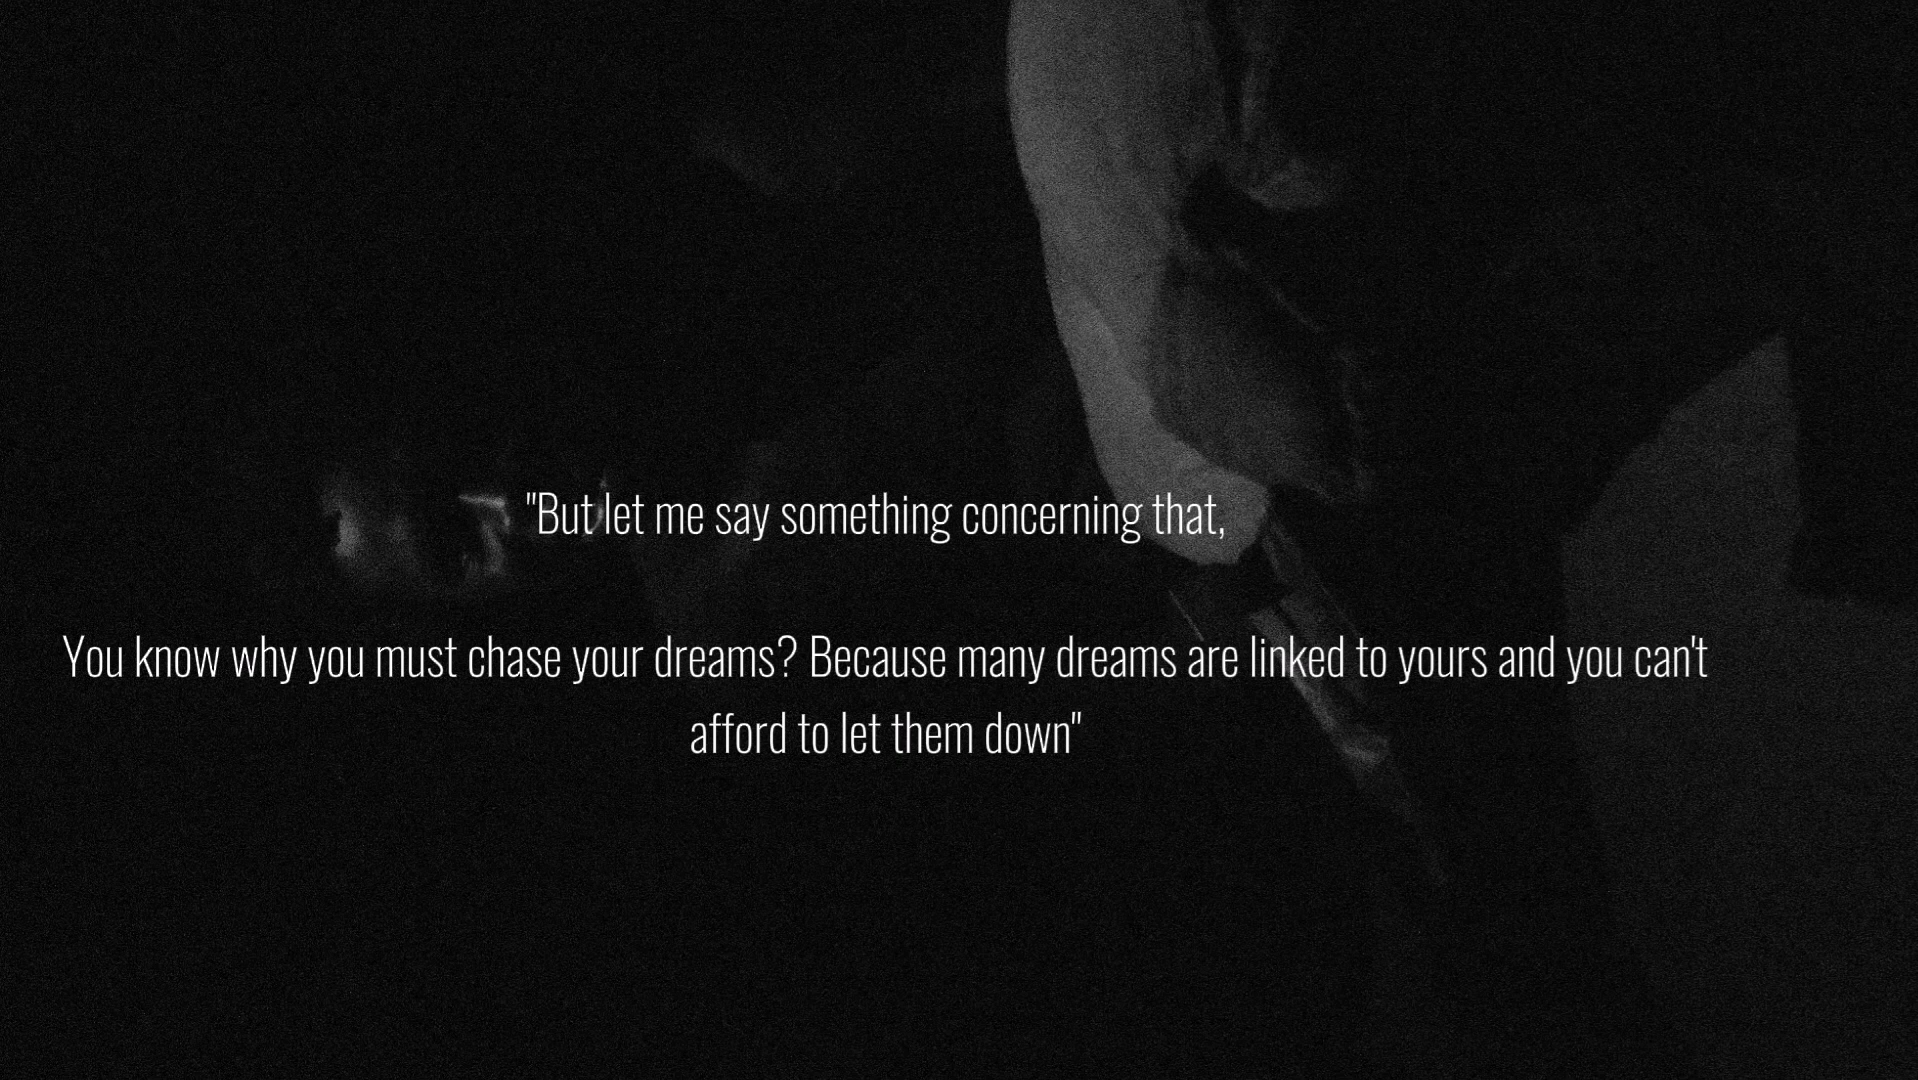 "But let me say something concerning that,
You know why you must chase your dreams? Because many dreams are linked to yours and you can't
afford to let them down"